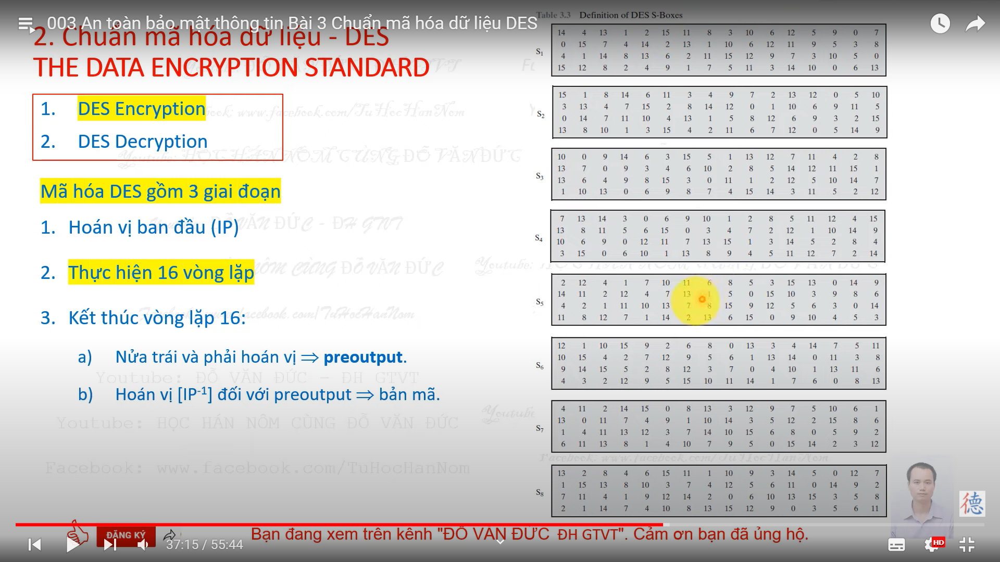 003 An toàn bảo mật thông tin Bài 3 Chuẩn mã hóa dữ liệu DES
2. Chuẩn mã hóa dữ liệu - DES
THE DATA ENCRYPTION STANDARD
1. DES Encryption
2. DES Decryption
Mã hóa DES gồm 3 giai đoạn
1. Hoán vị ban đầu (IP)
2. Thực hiện 16 vòng lặp
3. Kết thúc vòng lặp 16:
a) Nửa trái và phải hoán vị ⇒ preoutput.
b) Hoán vị [IP-1] đối với preoutput ⇒ bản mã.
Table 3.3 Definition of DES S-Boxes
S1
14 4 13 1 2 15 11 8 3 10 6 12 5 9 0 7
0 15 7 4 14 2 13 1 10 6 12 11 9 5 3 8
4 1 14 8 13 6 2 11 15 12 9 7 3 10 5 0
15 12 8 2 4 9 1 7 5 11 3 14 10 0 6 13
S2
15 1 8 14 6 11 3 4 9 7 2 13 12 0 5 10
3 13 4 7 15 2 8 14 12 0 1 10 6 9 11 5
0 14 7 11 10 4 13 1 5 8 12 6 9 3 2 15
13 8 10 1 3 15 4 2 11 6 7 12 0 5 14 9
S3
10 0 9 14 6 3 15 5 1 13 12 7 11 4 2 8
13 7 0 9 3 4 6 10 2 8 5 14 12 11 15 1
13 6 4 9 8 15 3 0 11 1 2 12 5 10 14 7
1 10 13 0 6 9 8 7 4 15 14 3 11 5 2 12
S4
7 13 14 3 0 6 9 10 1 2 8 5 11 12 4 15
13 8 11 5 6 15 0 3 4 7 2 12 1 10 14 9
10 6 9 0 12 11 7 13 15 1 3 14 5 2 8 4
3 15 0 6 10 1 13 8 9 4 5 11 12 7 2 14
S5
2 12 4 1 7 10 11 6 8 5 3 15 13 0 14 9
14 11 2 12 4 7 13 1 5 0 15 10 3 9 8 6
4 2 1 11 10 13 7 8 15 9 12 5 6 3 0 14
11 8 12 7 1 14 2 13 6 15 0 9 10 4 5 3
S6
12 1 10 15 9 2 6 8 0 13 3 4 14 7 5 11
10 15 4 2 7 12 9 5 6 1 13 14 0 11 3 8
9 14 15 5 2 8 12 3 7 0 4 10 1 13 11 6
4 3 2 12 9 5 15 10 11 14 1 7 6 0 8 13
S7
4 11 2 14 15 0 8 13 3 12 9 7 5 10 6 1
13 0 11 7 4 9 1 10 14 3 5 12 2 15 8 6
1 4 11 13 12 3 7 14 10 15 6 8 0 5 9 2
6 11 13 8 1 4 10 7 9 5 0 15 14 2 3 12
S8
13 2 8 4 6 15 11 1 10 9 3 14 5 0 12 7
1 15 13 8 10 3 7 4 12 5 6 11 0 14 9 2
7 11 4 1 9 12 14 2 0 6 10 13 15 3 5 8
2 1 14 7 4 10 8 13 15 12 9 0 3 5 6 11
Youtube: HỌC HÁN NÔM CÙNG ĐỖ VĂN ĐỨC
Youtube: ĐỖ VĂN ĐỨC - ĐH GTVT
Youtube: HỌC HÁN NÔM CÙNG ĐỖ VĂN ĐỨC
Facebook: www.facebook.com/TuHocHanNom
Facebook: www.facebook.com/TuHocHanNom
德
ĐĂNG KÝ
Bạn đang xem trên kênh "ĐỖ VĂN ĐỨC ĐH GTVT". Cảm ơn bạn đã ủng hộ.
37:15 / 55:44
HD